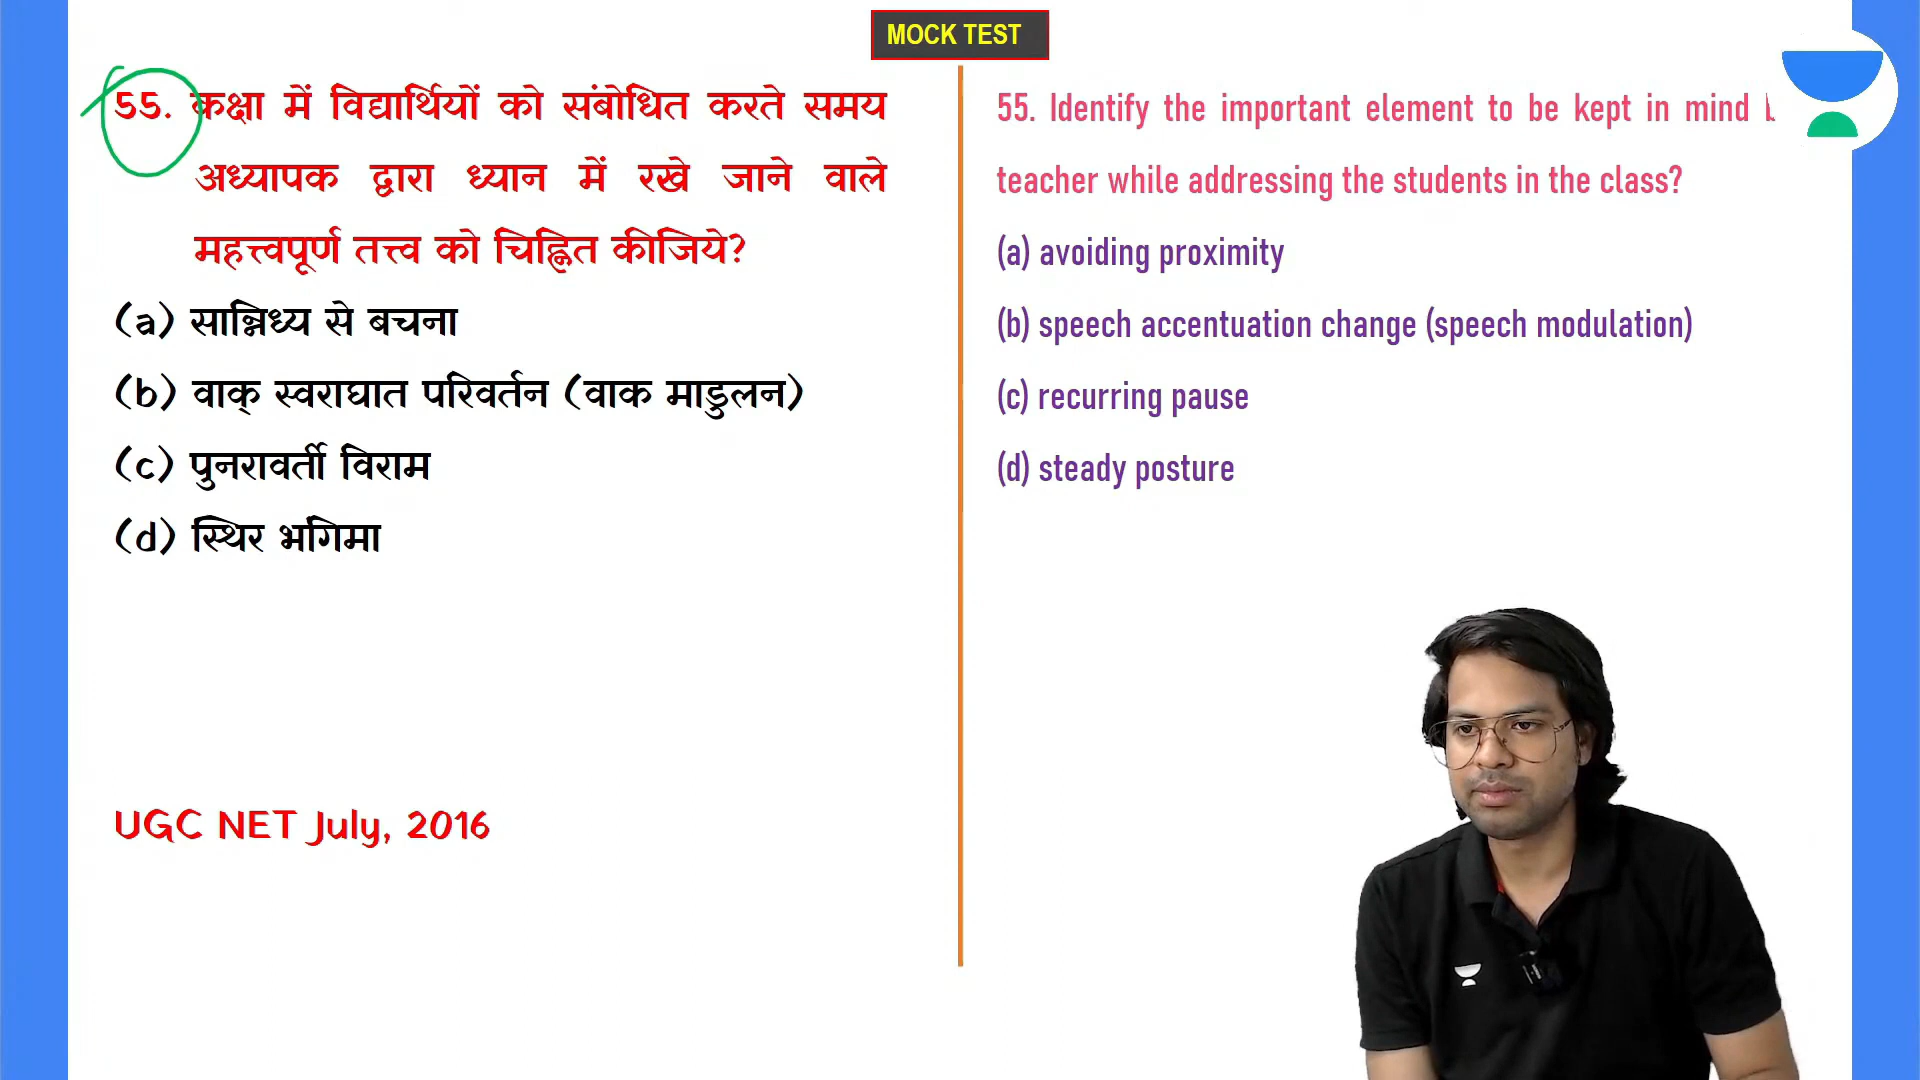 MOCK TEST
55. कक्षा में विद्यार्थियों को संबोधित करते समय
अध्यापक द्वारा ध्यान में रखे जाने वाले
महत्त्वपूर्ण तत्त्व को चिह्नित कीजिये?
(a) सान्निध्य से बचना
(b) वाक् स्वराघात परिवर्तन (वाक माडुलन)
(c) पुनरावर्ती विराम
(d) स्थिर भंगिमा
UGC NET July, 2016
55. Identify the important element to be kept in mind
teacher while addressing the students in the class?
(a) avoiding proximity
(b) speech accentuation change (speech modulation)
(c) recurring pause
(d) steady posture